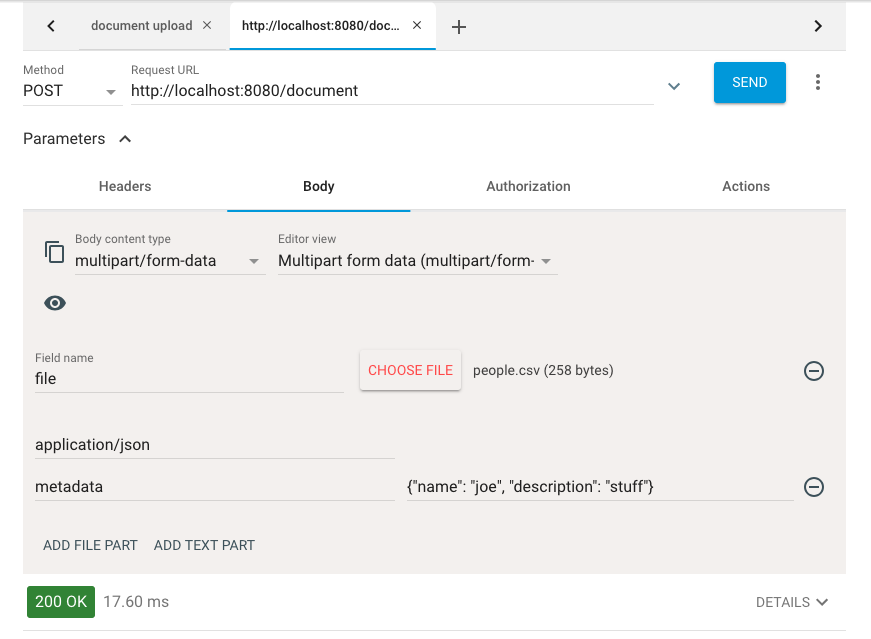 document upload × http://localhost:8080/doc... × +
Method Request URL
POST http://localhost:8080/document SEND
Parameters
Headers Body Authorization Actions
Body content type Editor view
multipart/form-data Multipart form data (multipart/form-
Field name
file CHOOSE FILE people.csv (258 bytes)
application/json
metadata {"name": "joe", "description": "stuff"}
ADD FILE PART ADD TEXT PART
200 OK 17.60 ms DETAILS